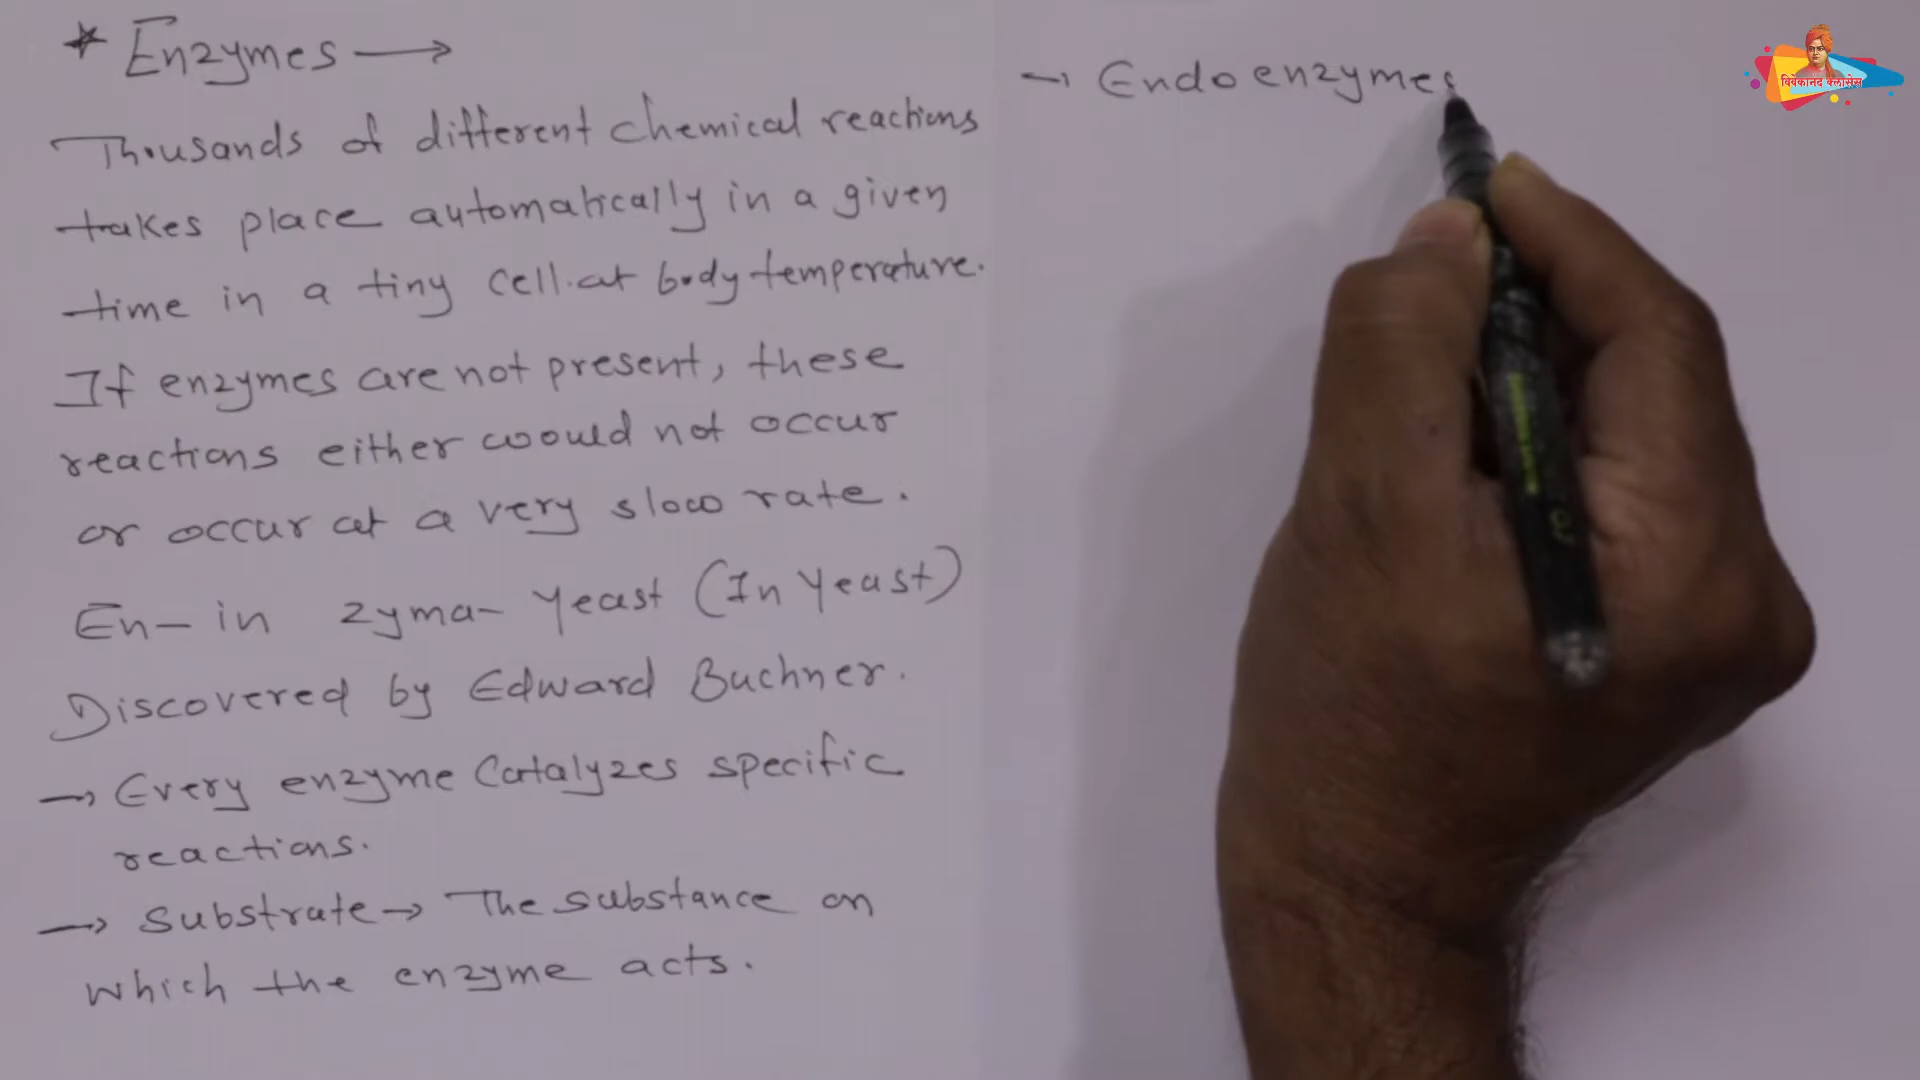 * Enzymes →
Thousands of different chemical reactions
takes place automatically in a given
time in a tiny cell.at body temperature.
If enzymes are not present, these
reactions either woould not occur
or occur at a very slow rate.
En- in zyma- Yeast (In Yeast)
Discovered by Edward Buchner.
→ Every enzyme Catalyzes specific
reactions.
→ Substrate → The substance on
which the enzyme acts.
→ Endoenzymes
विवेकानंद क्लासेस